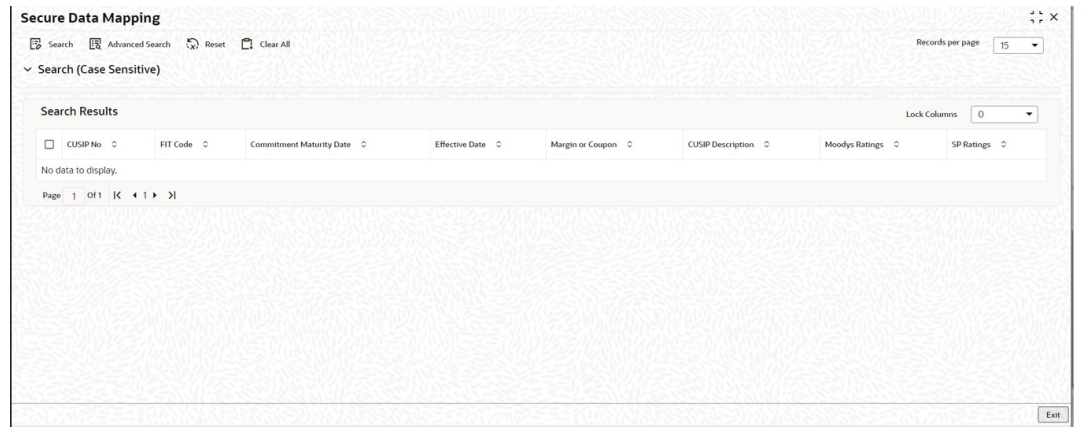 Secure Data Mapping
Search Advanced Search Reset Clear All Records per page 15
Search (Case Sensitive)
Search Results Lock Columns 0
CUSIP No FIT Code Commitment Maturity Date Effective Date Margin or Coupon CUSIP Description Moodys Ratings SP Ratings
No data to display.
Page 1 Of 1 1
Exit